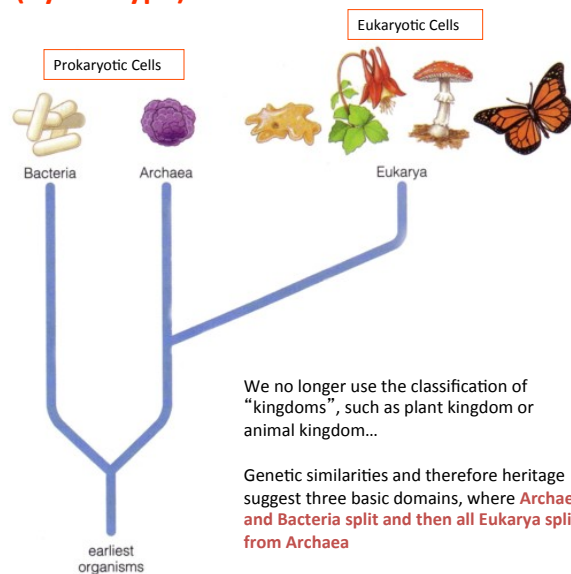 Prokaryotic Cells
Eukaryotic Cells
Bacteria
Archaea
Eukarya
We no longer use the classification of
“kingdoms”, such as plant kingdom or
animal kingdom...
Genetic similarities and therefore heritage
suggest three basic domains, where Archae
and Bacteria split and then all Eukarya spli
from Archaea
earliest
organisms